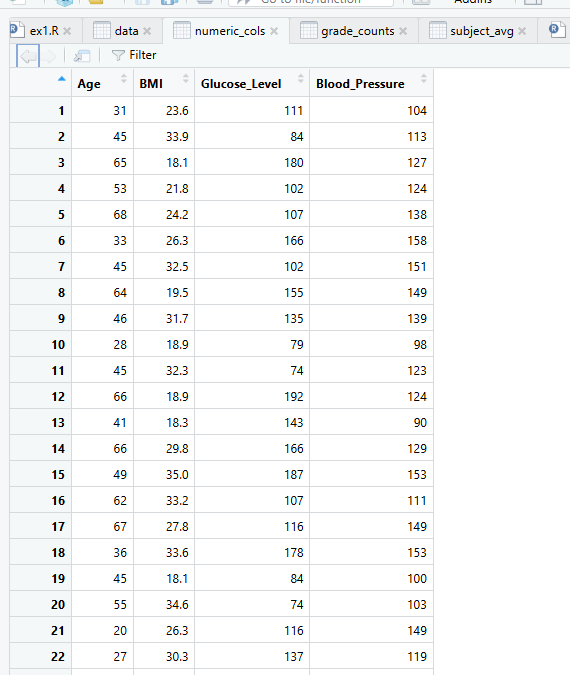 Go to file/function Addins
ex1.R data numeric_cols grade_counts subject_avg
Filter
Age BMI Glucose_Level Blood_Pressure
1 31 23.6 111 104
2 45 33.9 84 113
3 65 18.1 180 127
4 53 21.8 102 124
5 68 24.2 107 138
6 33 26.3 166 158
7 45 32.5 102 151
8 64 19.5 155 149
9 46 31.7 135 139
10 28 18.9 79 98
11 45 32.3 74 123
12 66 18.9 192 124
13 41 18.3 143 90
14 66 29.8 166 129
15 49 35.0 187 153
16 62 33.2 107 111
17 67 27.8 116 149
18 36 33.6 178 153
19 45 18.1 84 100
20 55 34.6 74 103
21 20 26.3 116 149
22 27 30.3 137 119